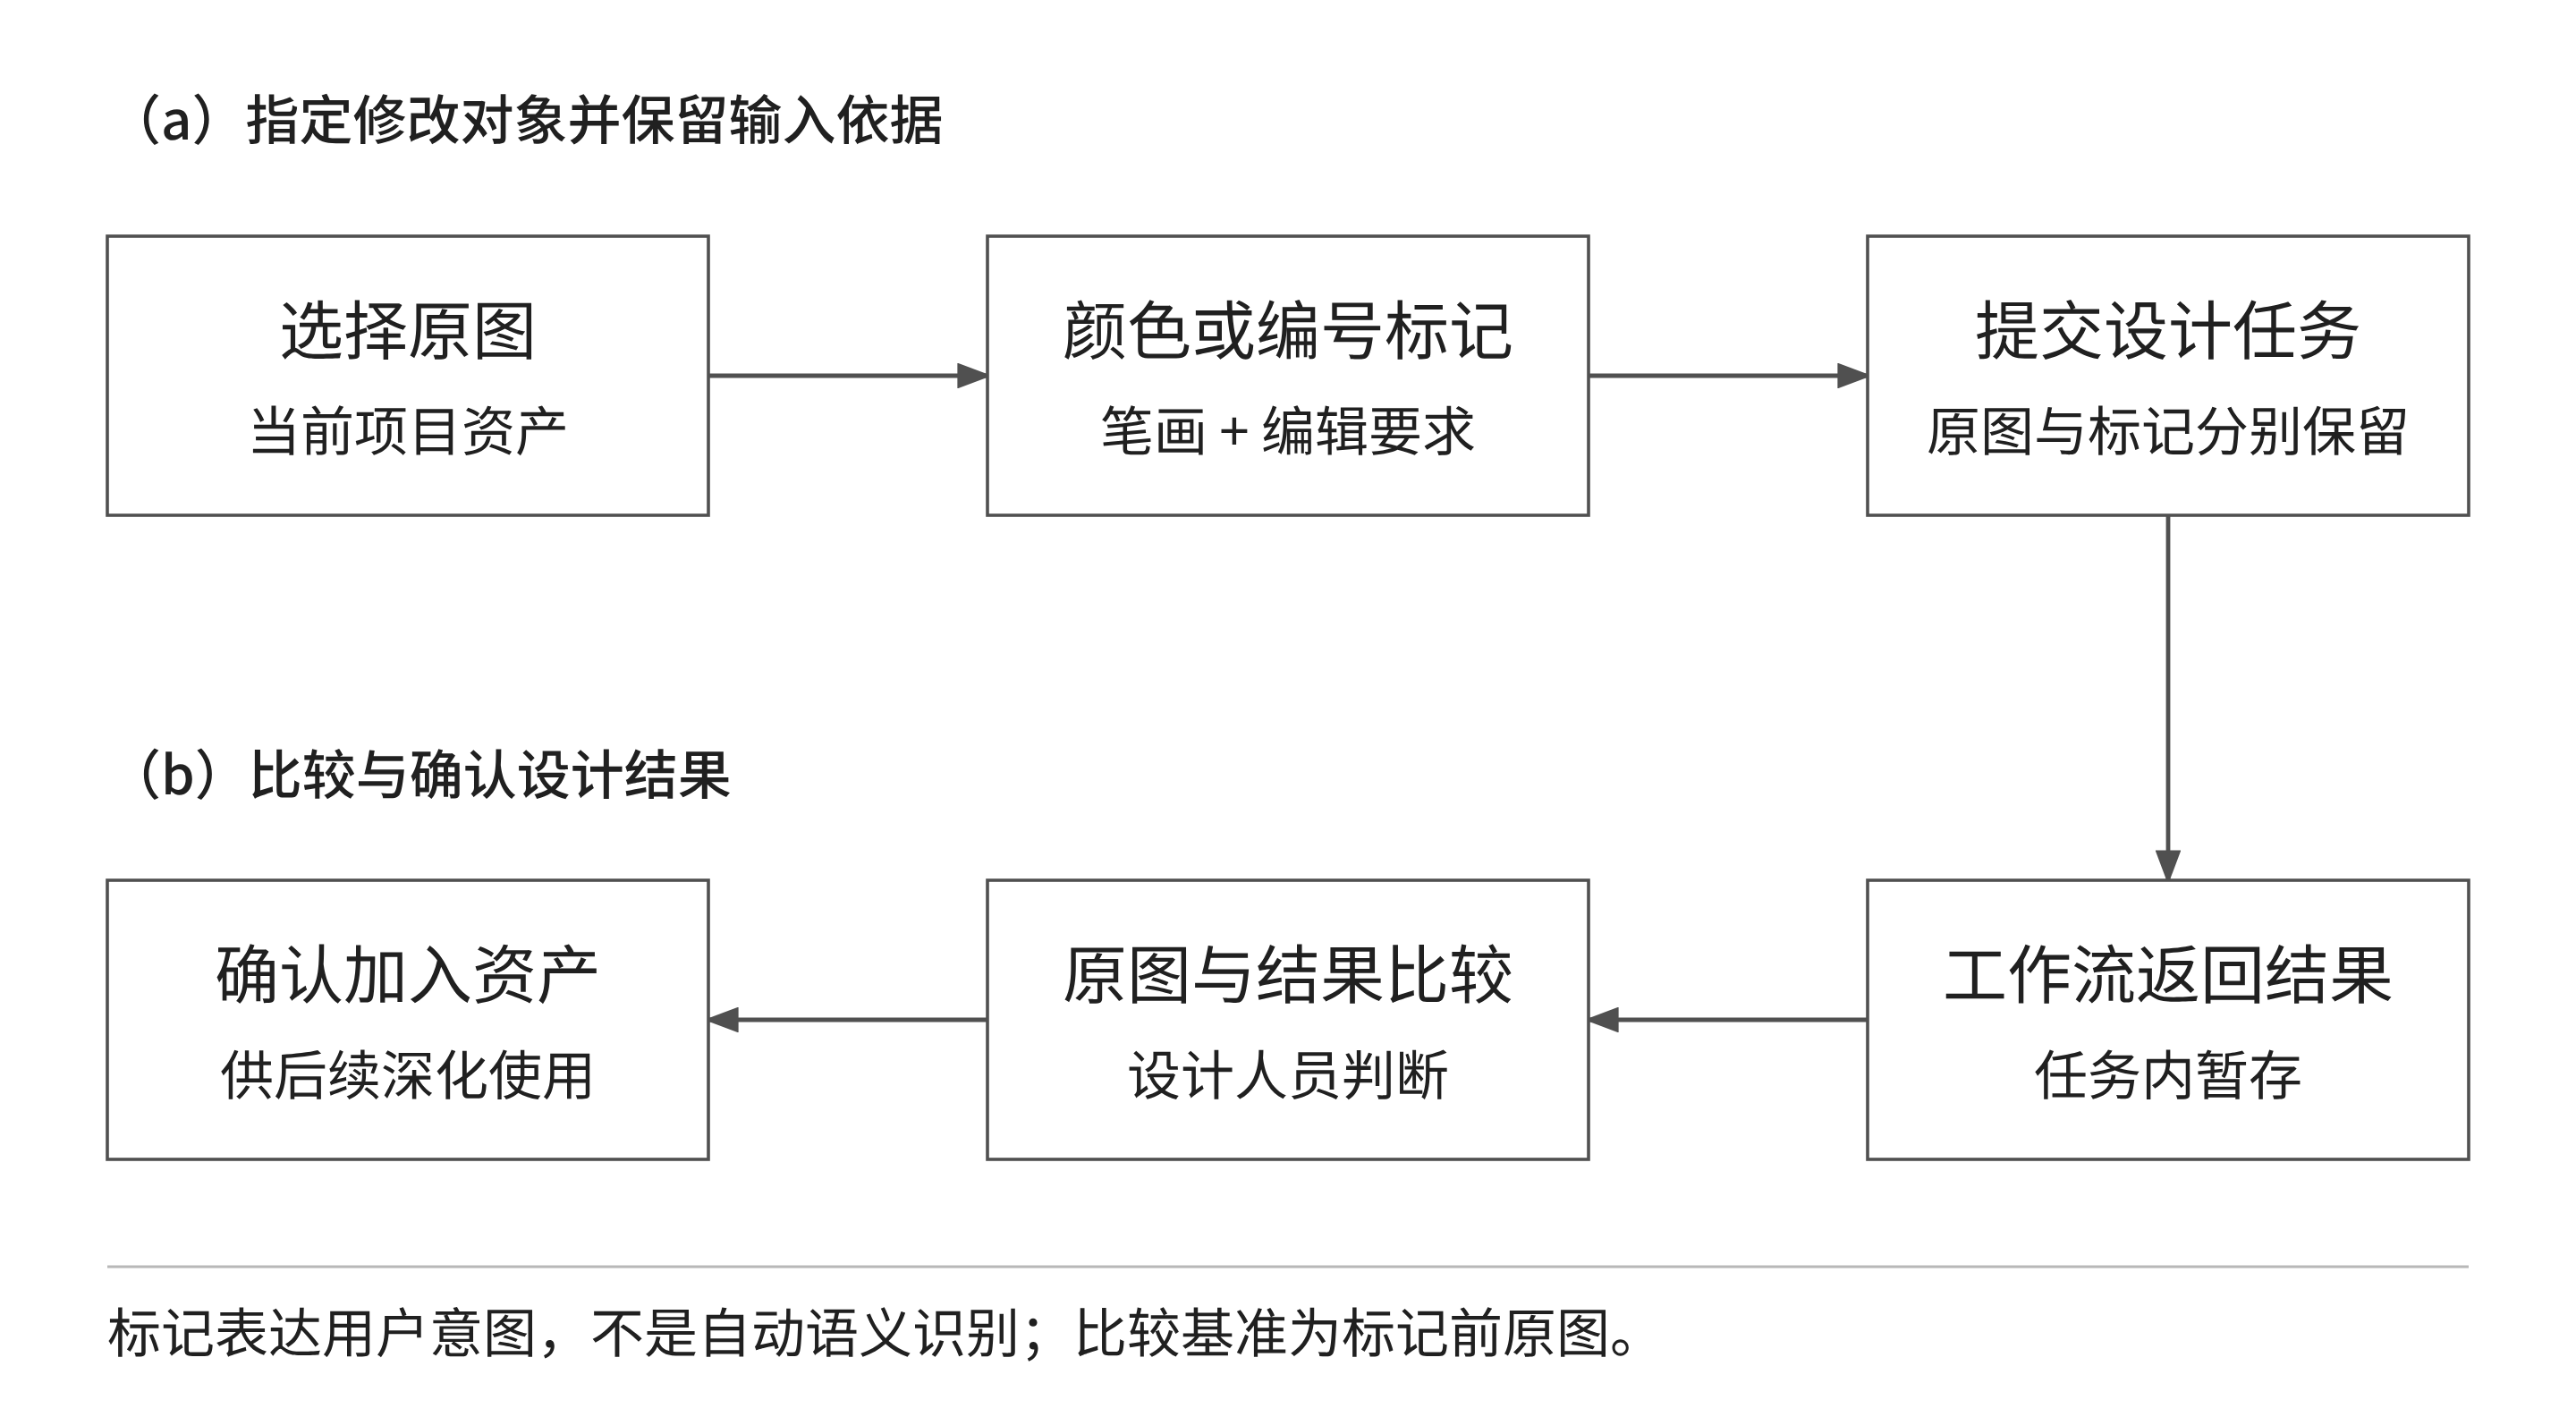 （a）指定修改对象并保留输入依据
选择原图
当前项目资产
颜色或编号标记
笔画 + 编辑要求
提交设计任务
原图与标记分别保留
（b）比较与确认设计结果
确认加入资产
供后续深化使用
原图与结果比较
设计人员判断
工作流返回结果
任务内暂存
标记表达用户意图，不是自动语义识别；比较基准为标记前原图。